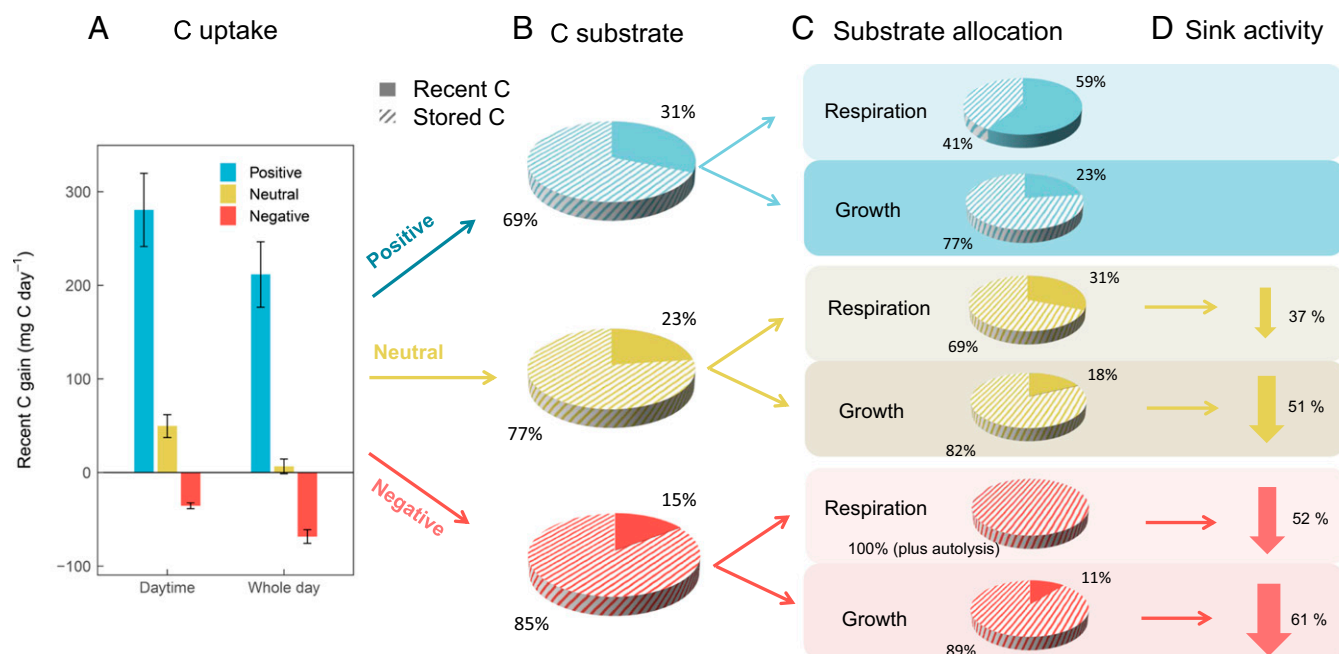 A C uptake
B C substrate
C Substrate allocation
D Sink activity
Recent C
Stored C
Recent C gain (mg C day−1)
300
200
100
0
−100
Positive
Neutral
Negative
Daytime
Whole day
Positive
Neutral
Negative
31%
69%
23%
77%
15%
85%
Respiration
59%
41%
Growth
23%
77%
Respiration
31%
69%
37 %
Growth
18%
82%
51 %
Respiration
100% (plus autolysis)
52 %
Growth
11%
89%
61 %